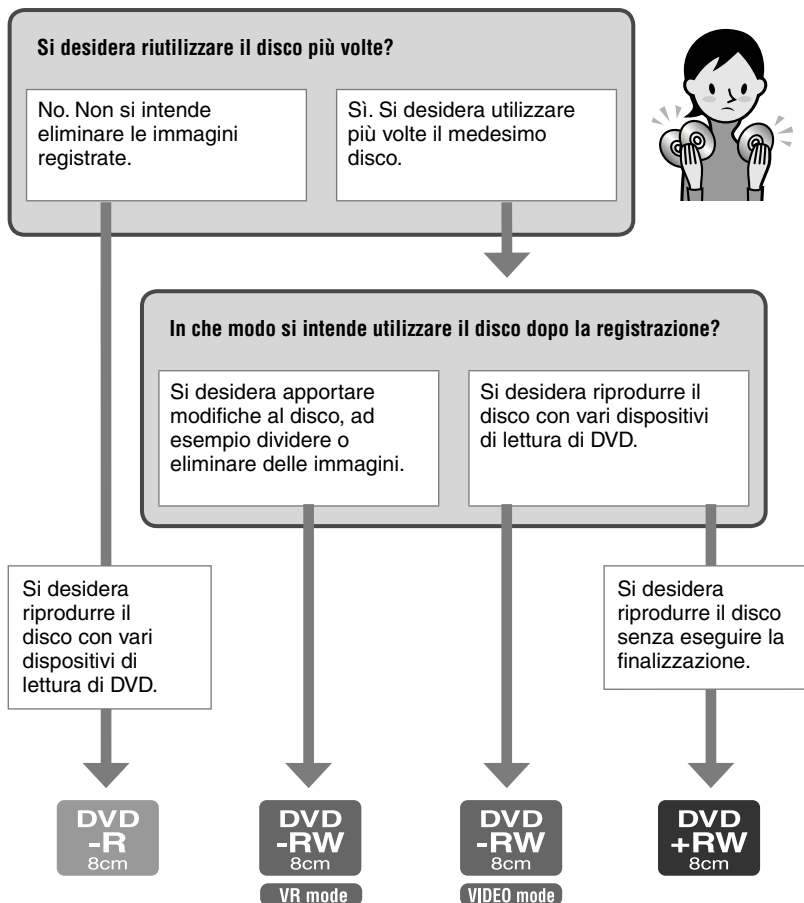 Si desidera riutilizzare il disco più volte?
No. Non si intende
eliminare le immagini
registrate.
Sì. Si desidera utilizzare
più volte il medesimo
disco.
In che modo si intende utilizzare il disco dopo la registrazione?
Si desidera apportare
modifiche al disco, ad
esempio dividere o
eliminare delle immagini.
Si desidera riprodurre il
disco con vari dispositivi
di lettura di DVD.
Si desidera
riprodurre il
disco con vari
dispositivi di
lettura di DVD.
Si desidera
riprodurre il disco
senza eseguire la
finalizzazione.
DVD
-R
8cm
DVD
-RW
8cm
VR mode
DVD
-RW
8cm
VIDEO mode
DVD
+RW
8cm